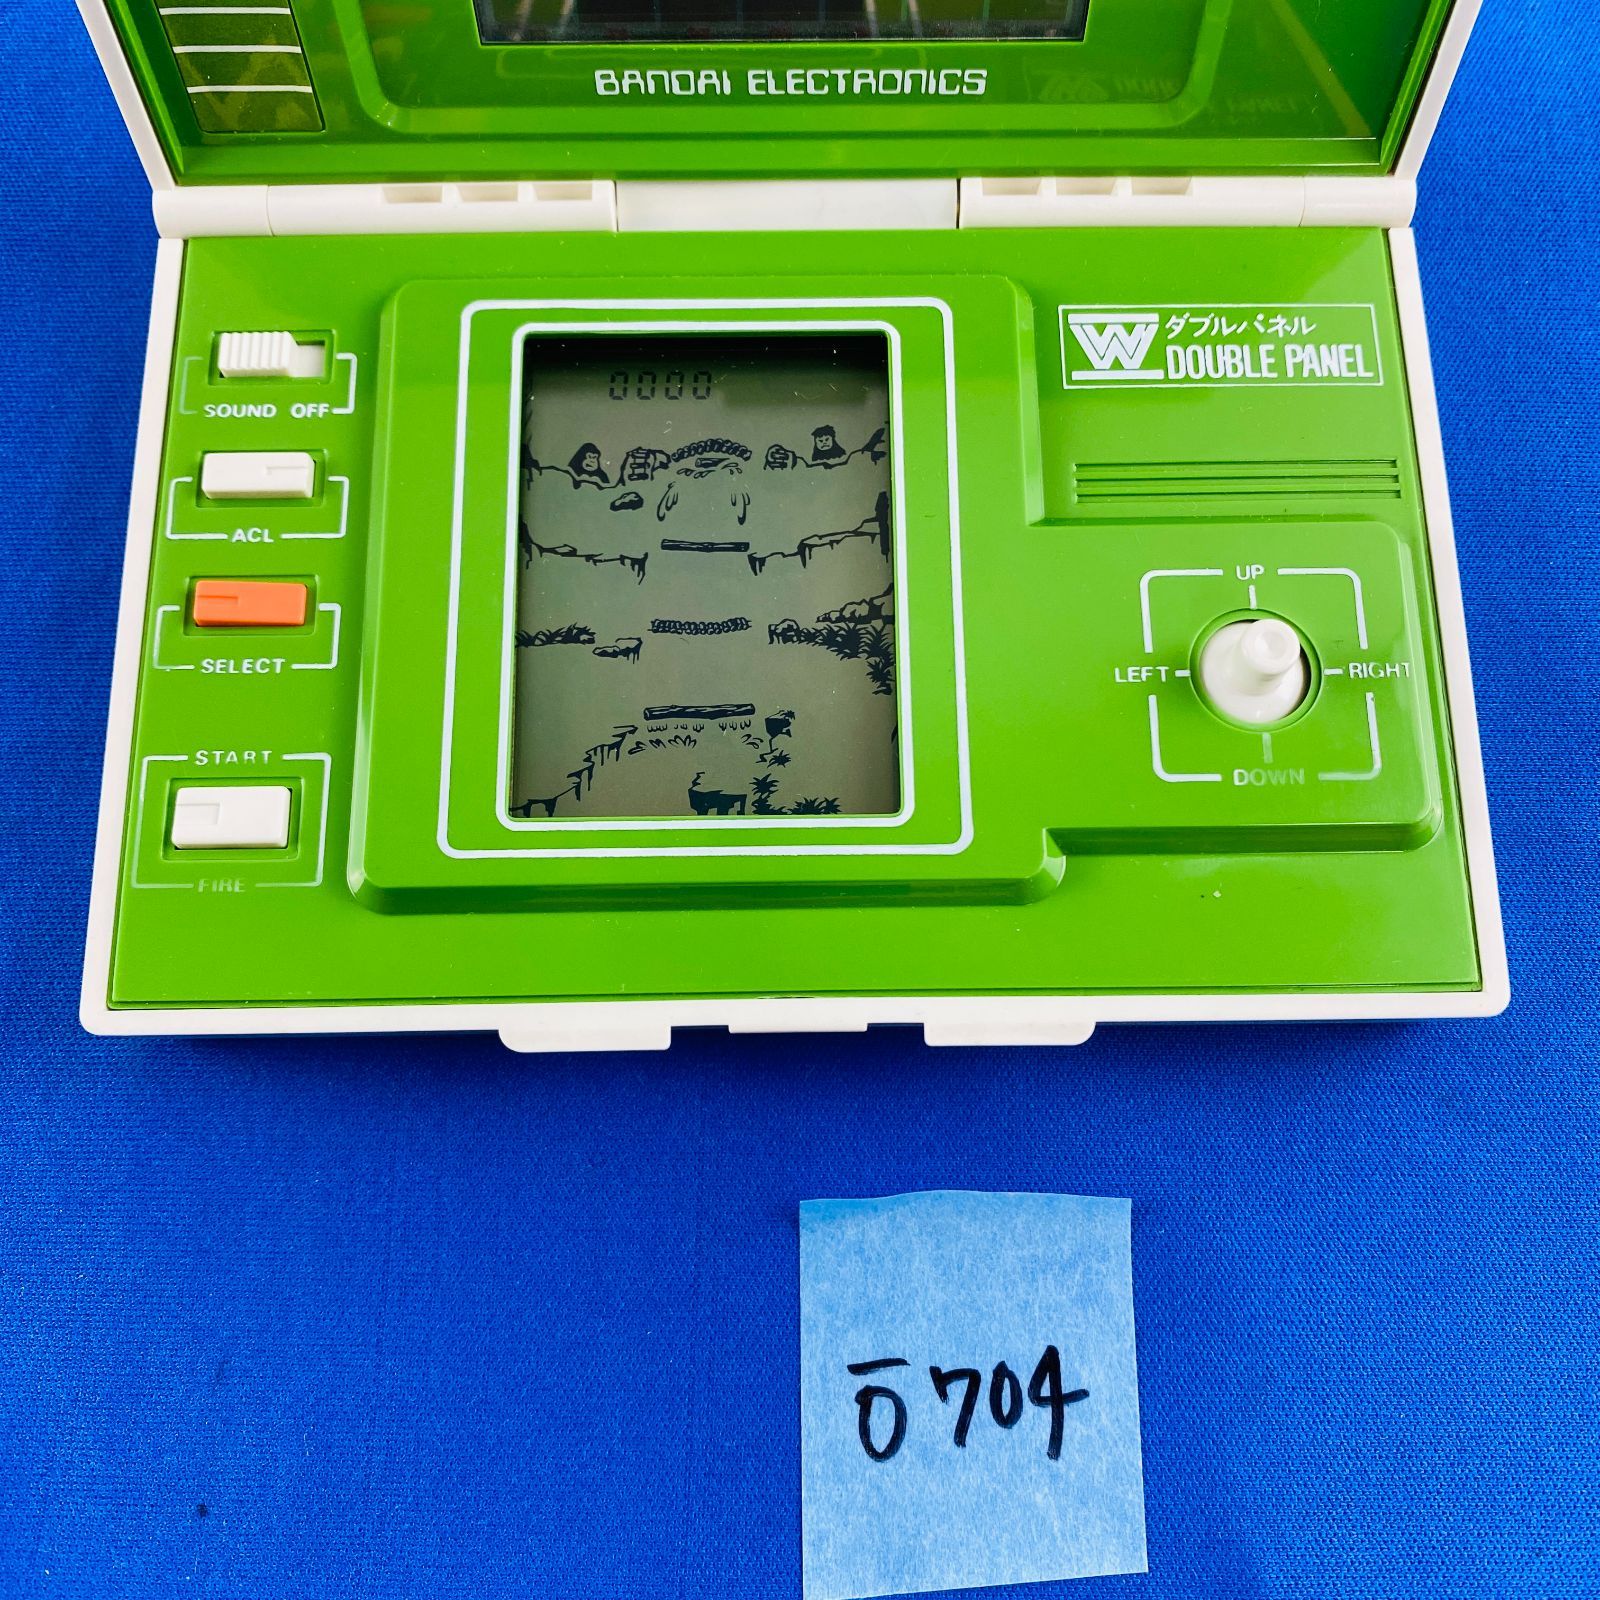 BANDAI ELECTRONICS
ダブルパネル
W DOUBLE PANEL
0000
SOUND OFF
ACL
SELECT
START
FIRE
UP
LEFT
RIGHT
DOWN
ō704